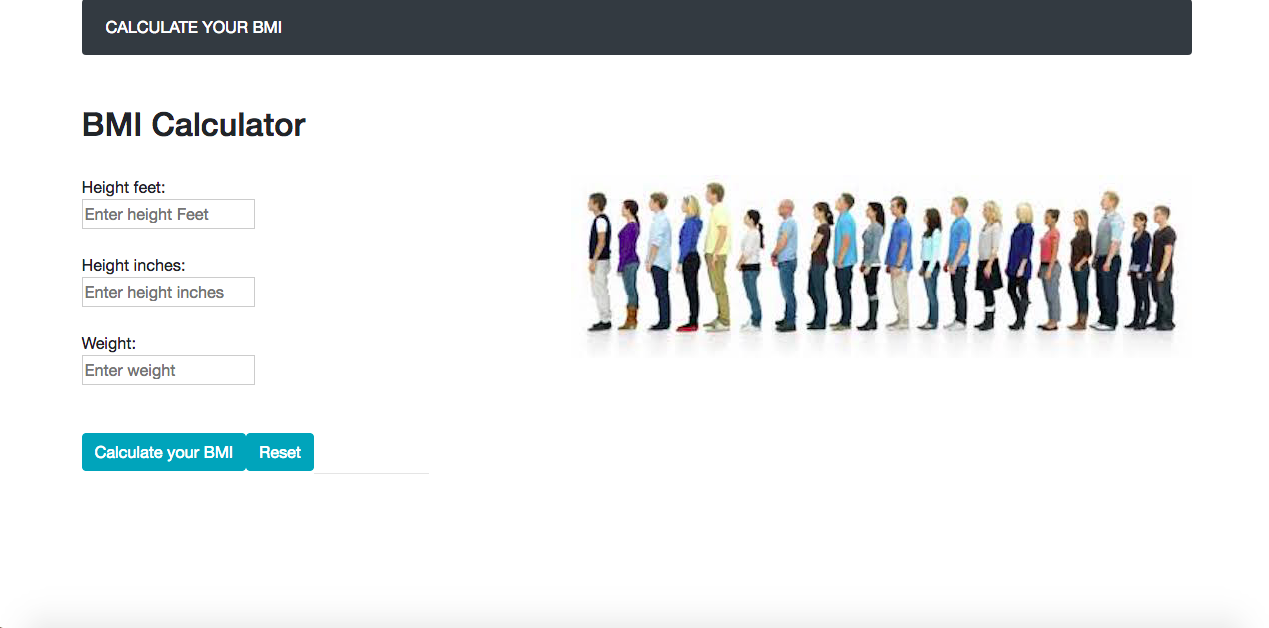 CALCULATE YOUR BMI
BMI Calculator
Height feet:
Enter height Feet
Height inches:
Enter height inches
Weight:
Enter weight
Calculate your BMI Reset